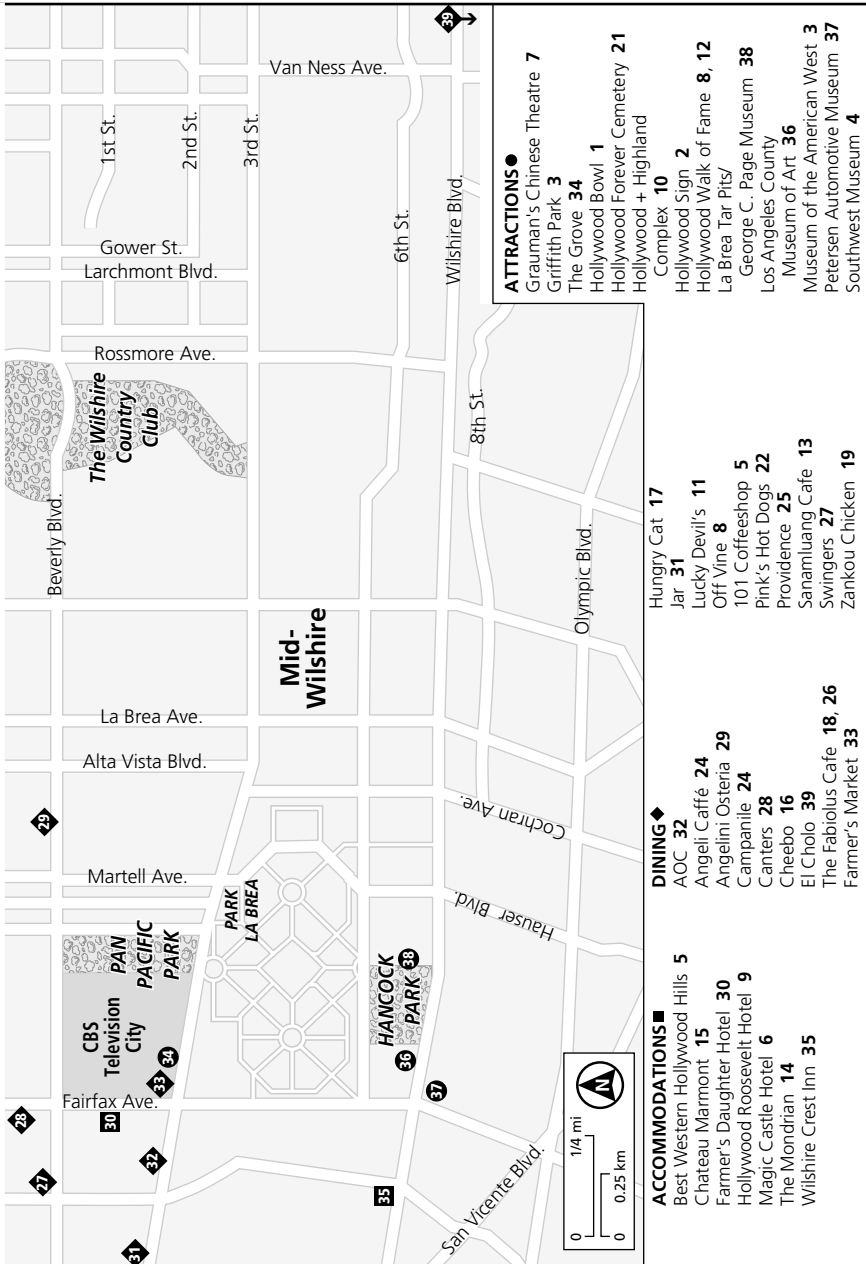 39
Van Ness Ave.
1st St.
2nd St.
3rd St.
6th St.
Wilshire Blvd.
Gower St.
Larchmont Blvd.
Rossmore Ave.
The Wilshire
Country
Club
Beverly Blvd.
8th St.
Olympic Blvd.
Mid-
Wilshire
La Brea Ave.
Alta Vista Blvd.
29
Martell Ave.
Cochran Ave.
Hauser Blvd.
PARK
LA BREA
PAN
PACIFIC
PARK
CBS
Television
City
34
33
HANCOCK
PARK
38
36
37
Fairfax Ave.
28
30
32
27
35
31
San Vicente Blvd.
0 1/4 mi
0 0.25 km
N
ACCOMMODATIONS■
Best Western Hollywood Hills 5
Chateau Marmont 15
Farmer's Daughter Hotel 30
Hollywood Roosevelt Hotel 9
Magic Castle Hotel 6
The Mondrian 14
Wilshire Crest Inn 35
DINING◆
AOC 32
Angeli Caffé 24
Angelini Osteria 29
Campanile 24
Canters 28
Cheebo 16
El Cholo 39
The Fabiolus Cafe 18, 26
Farmer's Market 33
Hungry Cat 17
Jar 31
Lucky Devil's 11
Off Vine 8
101 Coffeeshop 5
Pink's Hot Dogs 22
Providence 25
Sanamluang Cafe 13
Swingers 27
Zankou Chicken 19
ATTRACTIONS●
Grauman's Chinese Theatre 7
Griffith Park 3
The Grove 34
Hollywood Bowl 1
Hollywood Forever Cemetery 21
Hollywood + Highland
Complex 10
Hollywood Sign 2
Hollywood Walk of Fame 8, 12
La Brea Tar Pits/
George C. Page Museum 38
Los Angeles County
Museum of Art 36
Museum of the American West 3
Petersen Automotive Museum 37
Southwest Museum 4